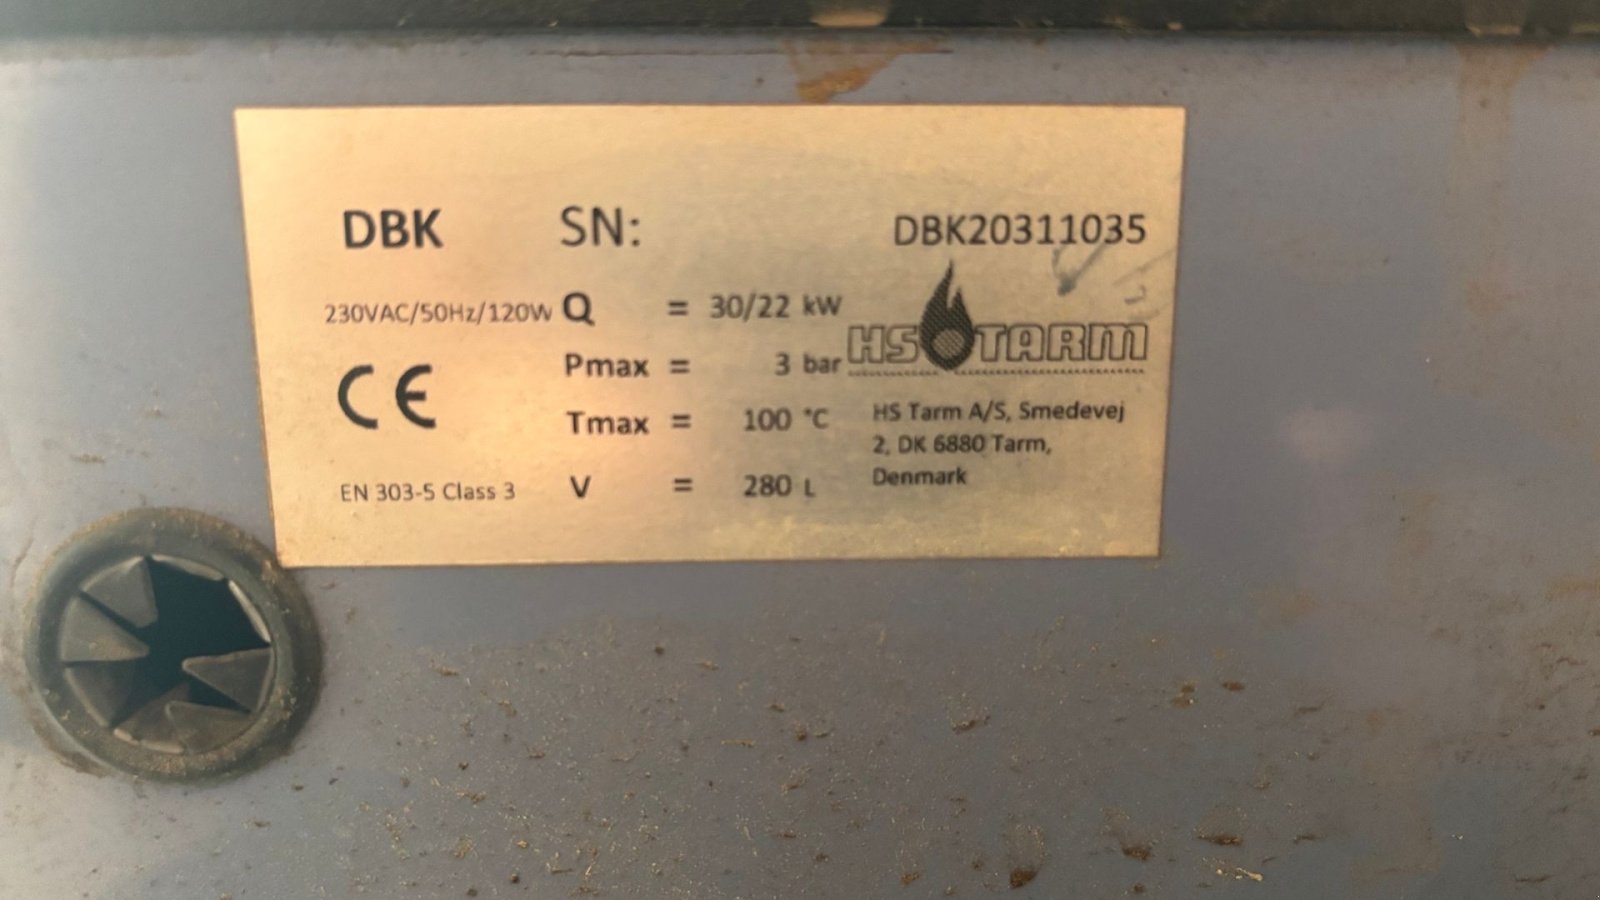 DBK SN: DBK20311035
230VAC/50Hz/120W Q = 30/22 kW
HS TARM
Pmax = 3 bar
CE
Tmax = 100 °C
HS Tarm A/S, Smedevej
2, DK 6880 Tarm,
Denmark
EN 303-5 Class 3 V = 280 L